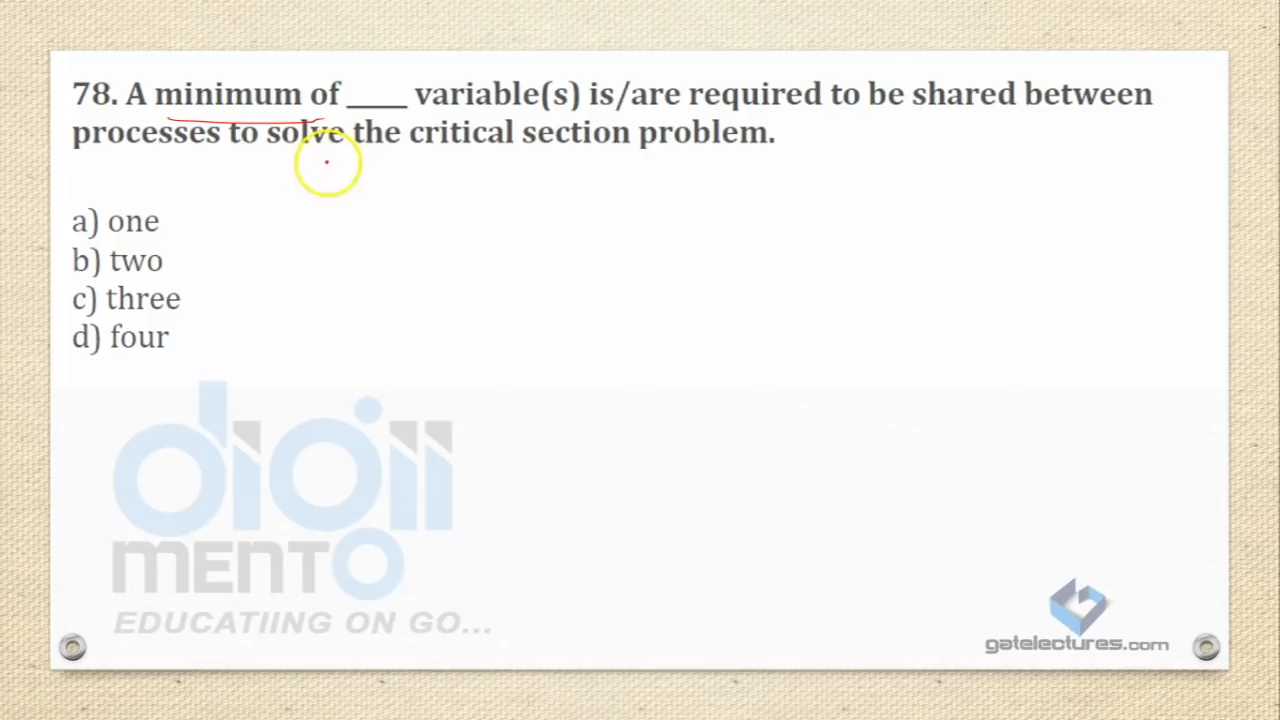 78. A minimum of ____ variable(s) is/are required to be shared between
processes to solve the critical section problem.
a) one
b) two
c) three
d) four
digii
MENTO
EDUCATIING ON GO...
gatelectures.com